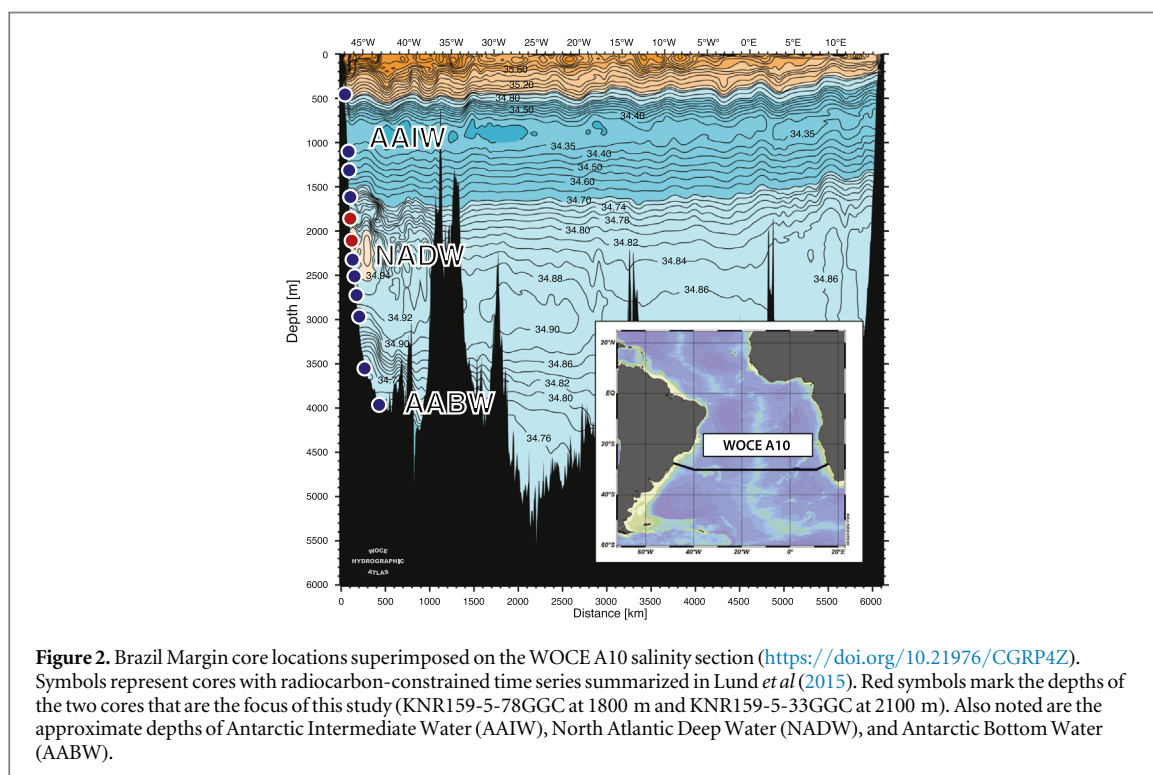 45°W 40°W 35°W 30°W 25°W 20°W 15°W 10°W 5°W 0°E 5°E 10°E
0
500
1000
1500
2000
2500
3000
3500
4000
4500
5000
5500
6000
Depth [m]
35.60
35.20
34.80
34.50
34.40
AAIW
34.35
34.35
34.40
34.50
34.60
34.70
34.74
34.78
34.80
34.82
NADW
34.84
34.94
34.88
34.86
34.86
34.92
34.90
34.90
34.86
34.82
34.7
34.80
AABW
34.76
20°N
EQ
20°S
40°S
60°S
WOCE A10
60°W 40°W 20°W 0°E 20°E
WOCE
HYDROGRAPHIC
ATLAS
0 500 1000 1500 2000 2500 3000 3500 4000 4500 5000 5500 6000
Distance [km]
Figure 2. Brazil Margin core locations superimposed on the WOCE A10 salinity section (https://doi.org/10.21976/CGRP4Z).
Symbols represent cores with radiocarbon-constrained time series summarized in Lund et al (2015). Red symbols mark the depths of
the two cores that are the focus of this study (KNR159-5-78GGC at 1800 m and KNR159-5-33GGC at 2100 m). Also noted are the
approximate depths of Antarctic Intermediate Water (AAIW), North Atlantic Deep Water (NADW), and Antarctic Bottom Water
(AABW).